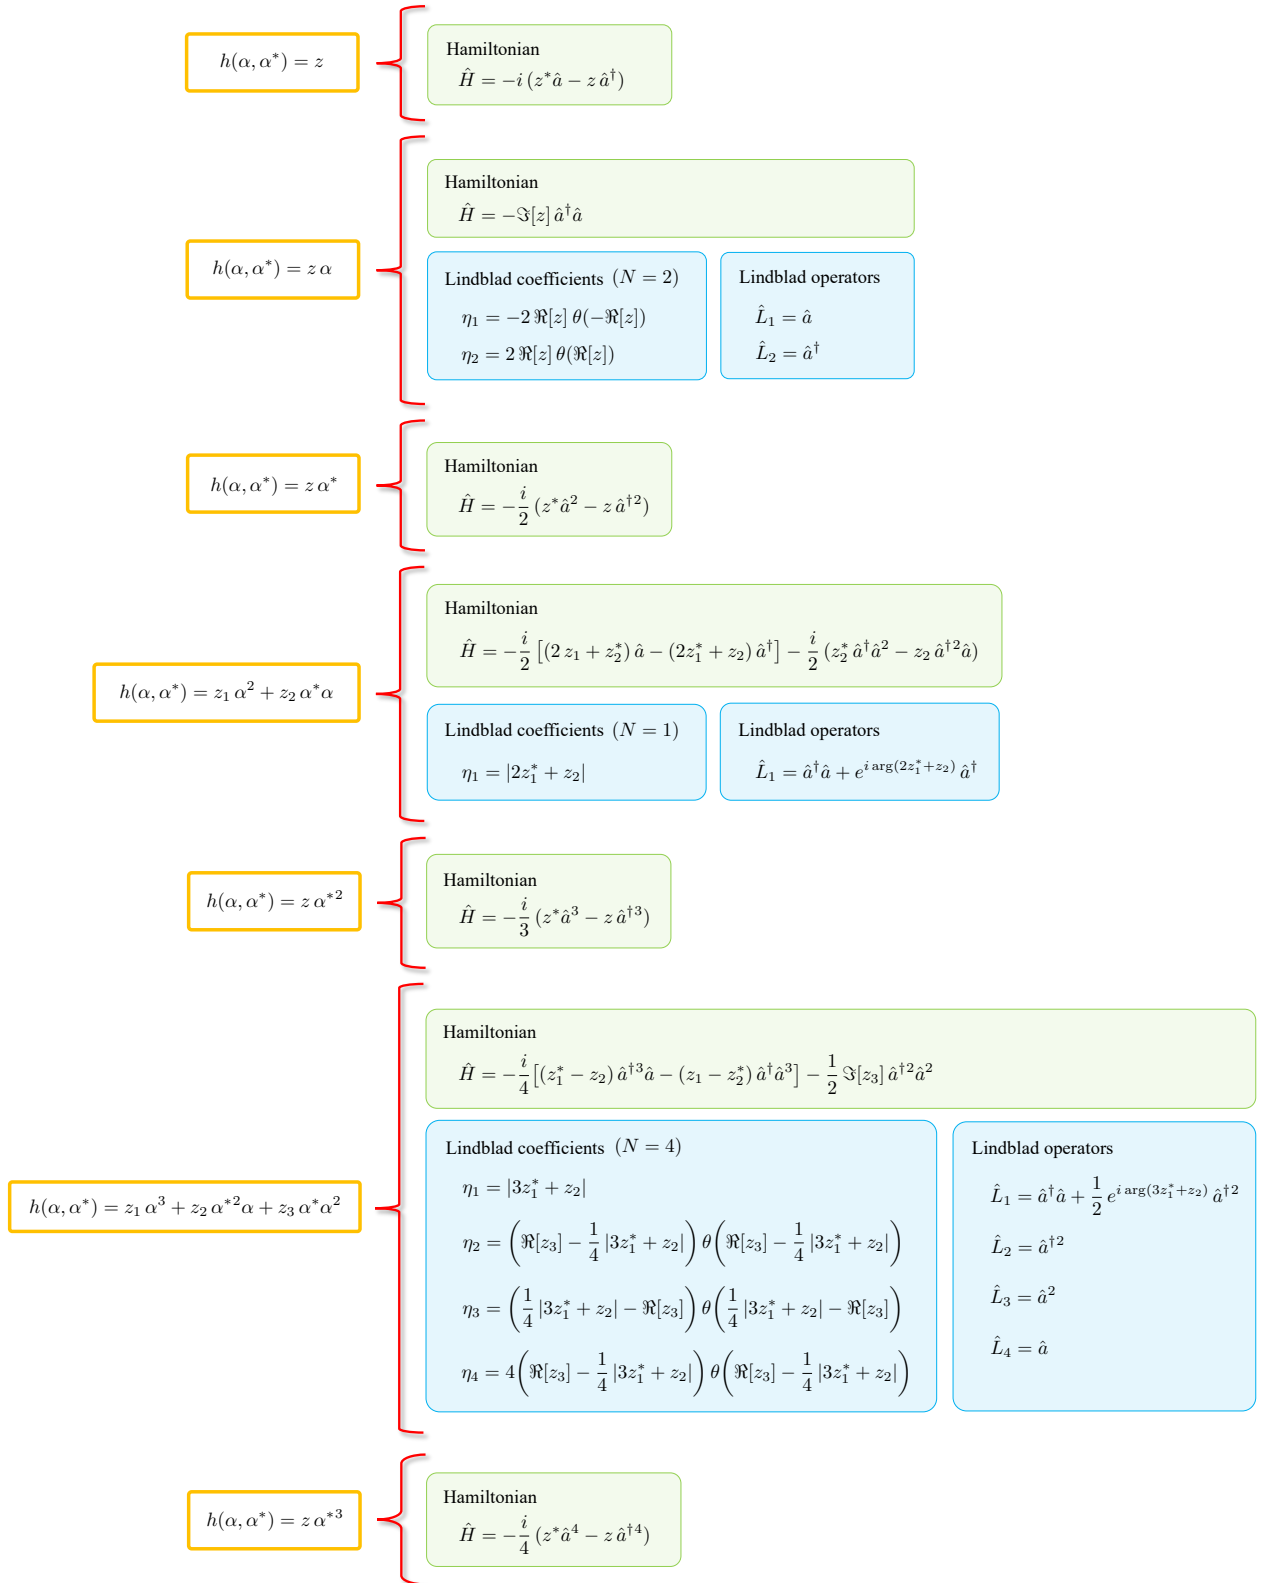 h(α, α*) = z
Hamiltonian
Ĥ = −i (z*â − z â†)
h(α, α*) = z α
Hamiltonian
Ĥ = −ℑ[z] â†â
Lindblad coefficients (N = 2)
η₁ = −2 ℜ[z] θ(−ℜ[z])
η₂ = 2 ℜ[z] θ(ℜ[z])
Lindblad operators
L̂₁ = â
L̂₂ = â†
h(α, α*) = z α*
Hamiltonian
Ĥ = −i/2 (z*â² − z â†²)
h(α, α*) = z₁ α² + z₂ α*α
Hamiltonian
Ĥ = −i/2 [(2 z₁ + z₂*) â − (2z₁* + z₂) â†] − i/2 (z₂* â†â² − z₂ â†²â)
Lindblad coefficients (N = 1)
η₁ = |2z₁* + z₂|
Lindblad operators
L̂₁ = â†â + e^{i arg(2z₁*+z₂)} â†
h(α, α*) = z α*²
Hamiltonian
Ĥ = −i/3 (z*â³ − z â†³)
h(α, α*) = z₁ α³ + z₂ α*²α + z₃ α*α²
Hamiltonian
Ĥ = −i/4 [(z₁* − z₂) â†³â − (z₁ − z₂*) â†â³] − 1/2 ℑ[z₃] â†²â²
Lindblad coefficients (N = 4)
η₁ = |3z₁* + z₂|
η₂ = (ℜ[z₃] − 1/4 |3z₁* + z₂|) θ(ℜ[z₃] − 1/4 |3z₁* + z₂|)
η₃ = (1/4 |3z₁* + z₂| − ℜ[z₃]) θ(1/4 |3z₁* + z₂| − ℜ[z₃])
η₄ = 4(ℜ[z₃] − 1/4 |3z₁* + z₂|) θ(ℜ[z₃] − 1/4 |3z₁* + z₂|)
Lindblad operators
L̂₁ = â†â + 1/2 e^{i arg(3z₁*+z₂)} â†²
L̂₂ = â†²
L̂₃ = â²
L̂₄ = â
h(α, α*) = z α*³
Hamiltonian
Ĥ = −i/4 (z*â⁴ − z â†⁴)